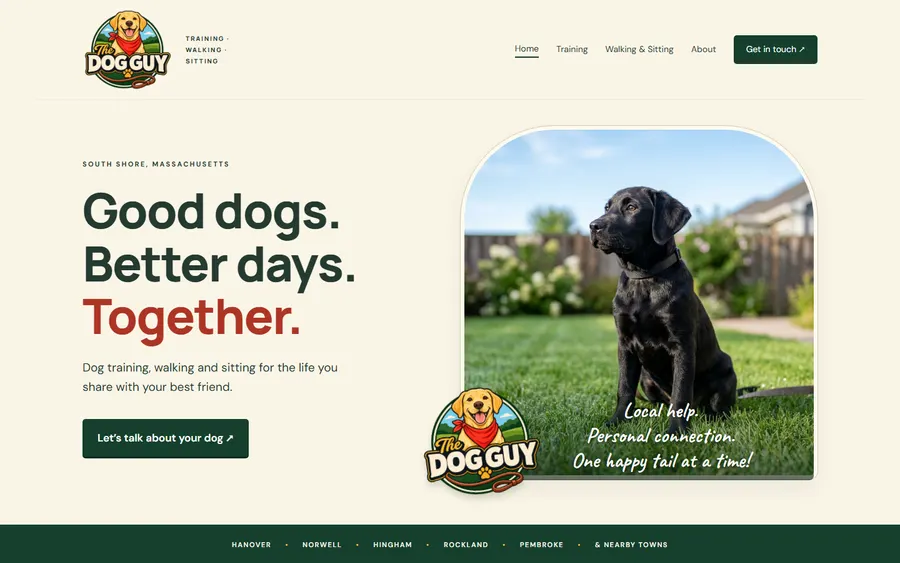 The
DOG GUY
TRAINING ·
WALKING ·
SITTING
Home
Training
Walking & Sitting
About
Get in touch ↗
SOUTH SHORE, MASSACHUSETTS
Good dogs.
Better days.
Together.
Dog training, walking and sitting for the life you
share with your best friend.
Let's talk about your dog ↗
The
DOG GUY
Local help.
Personal connection.
One happy tail at a time!
HANOVER • NORWELL • HINGHAM • ROCKLAND • PEMBROKE • & NEARBY TOWNS